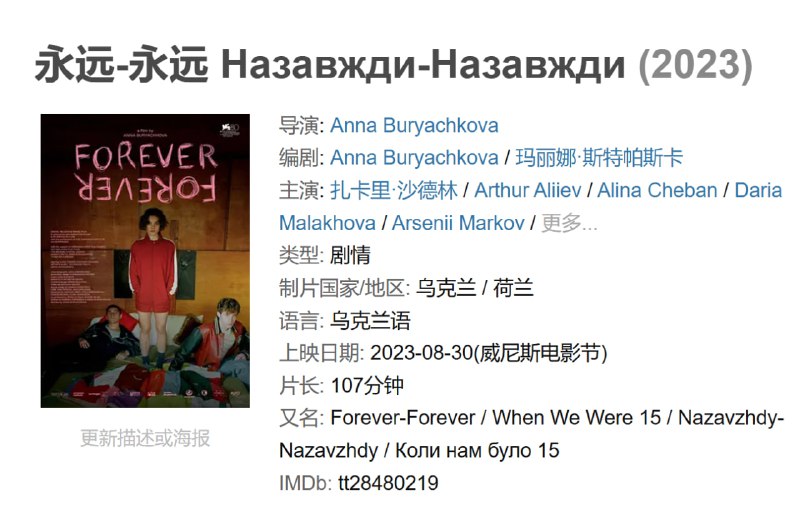 永远-永远 Назавжди-Назавжди (2023)
A FILM BY
ANNA BURYACHKOVA
FOREVER
FOREVER
更新描述或海报
导演: Anna Buryachkova
编剧: Anna Buryachkova / 玛丽娜·斯特帕斯卡
主演: 扎卡里·沙德林 / Arthur Aliiev / Alina Cheban / Daria
Malakhova / Arsenii Markov / 更多...
类型: 剧情
制片国家/地区: 乌克兰 / 荷兰
语言: 乌克兰语
上映日期: 2023-08-30(威尼斯电影节)
片长: 107分钟
又名: Forever-Forever / When We Were 15 / Nazavzhdy-
Nazavzhdy / Коли нам було 15
IMDb: tt28480219